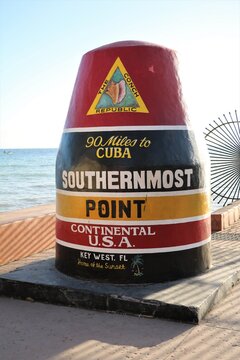 THE
CONCH
REPUBLIC
90 Miles to
CUBA
SOUTHERNMOST
POINT
CONTINENTAL
U.S.A.
KEY WEST, FL
Home of the Sunset